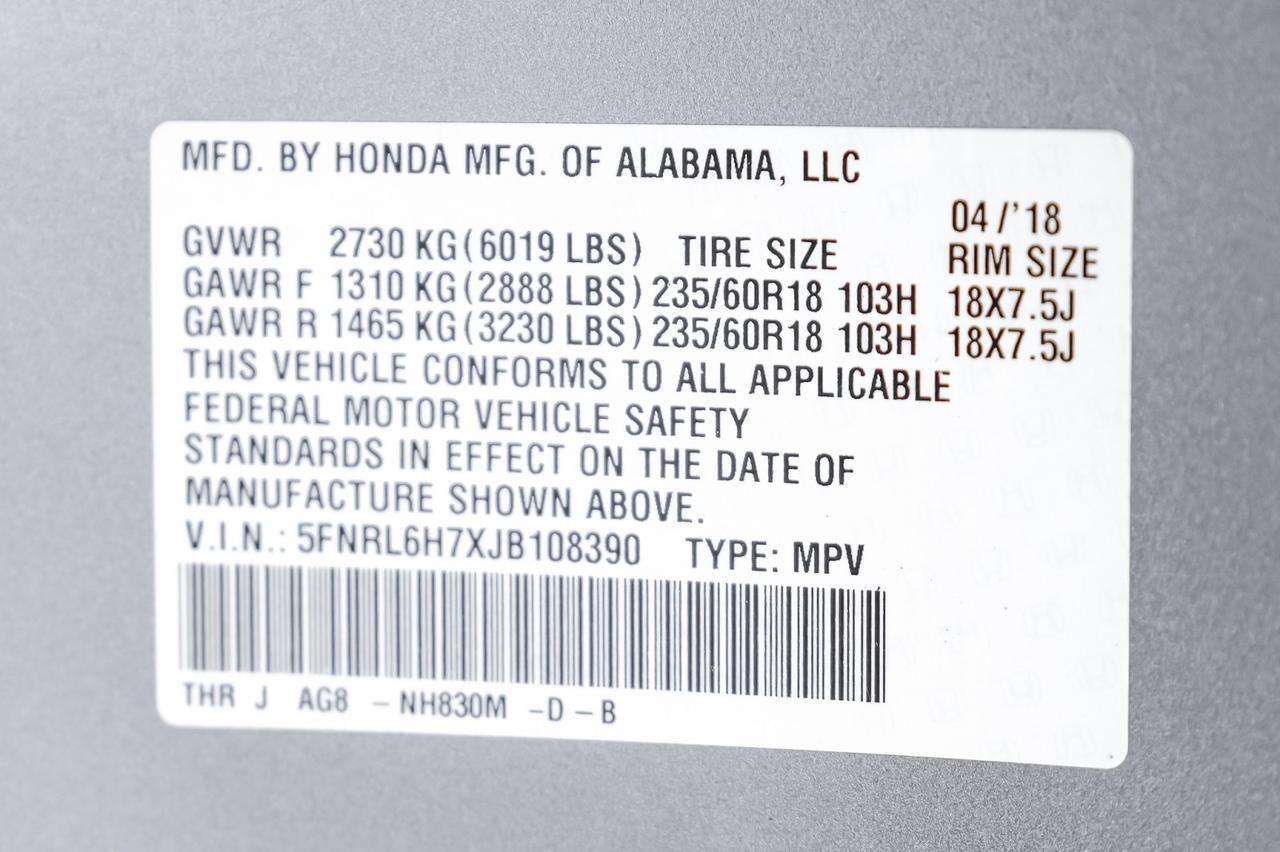 MFD. BY HONDA MFG. OF ALABAMA, LLC
04 /'18
GVWR 2730 KG (6019 LBS) TIRE SIZE RIM SIZE
GAWR F 1310 KG (2888 LBS) 235/60R18 103H 18X7.5J
GAWR R 1465 KG (3230 LBS) 235/60R18 103H 18X7.5J
THIS VEHICLE CONFORMS TO ALL APPLICABLE
FEDERAL MOTOR VEHICLE SAFETY
STANDARDS IN EFFECT ON THE DATE OF
MANUFACTURE SHOWN ABOVE.
V.I.N.: 5FNRL6H7XJB108390 TYPE: MPV
THR J AG8 – NH830M –D – B